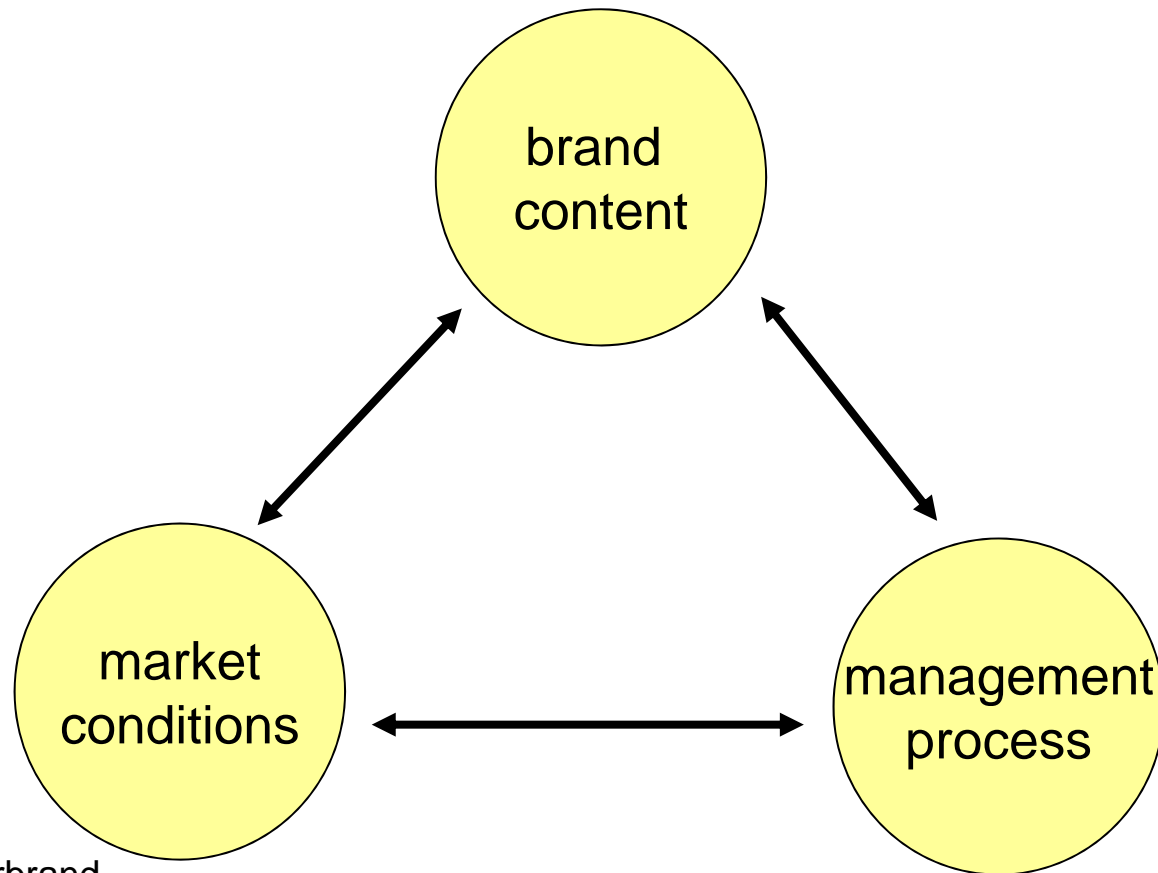 brand
content
market
conditions
management
process